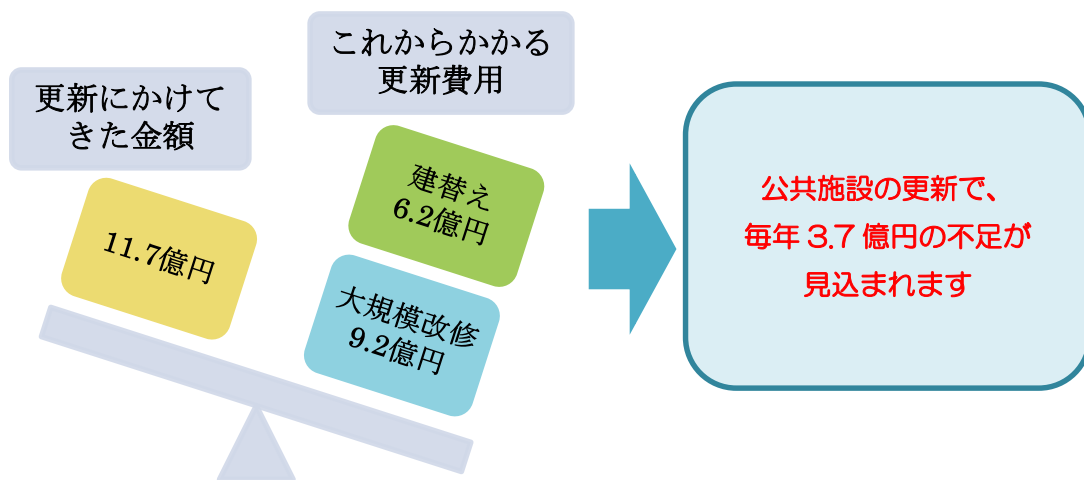 更新にかけて
きた金額
11.7億円
これからかかる
更新費用
建替え
6.2億円
大規模改修
9.2億円
公共施設の更新で、
毎年 3.7 億円の不足が
見込まれます